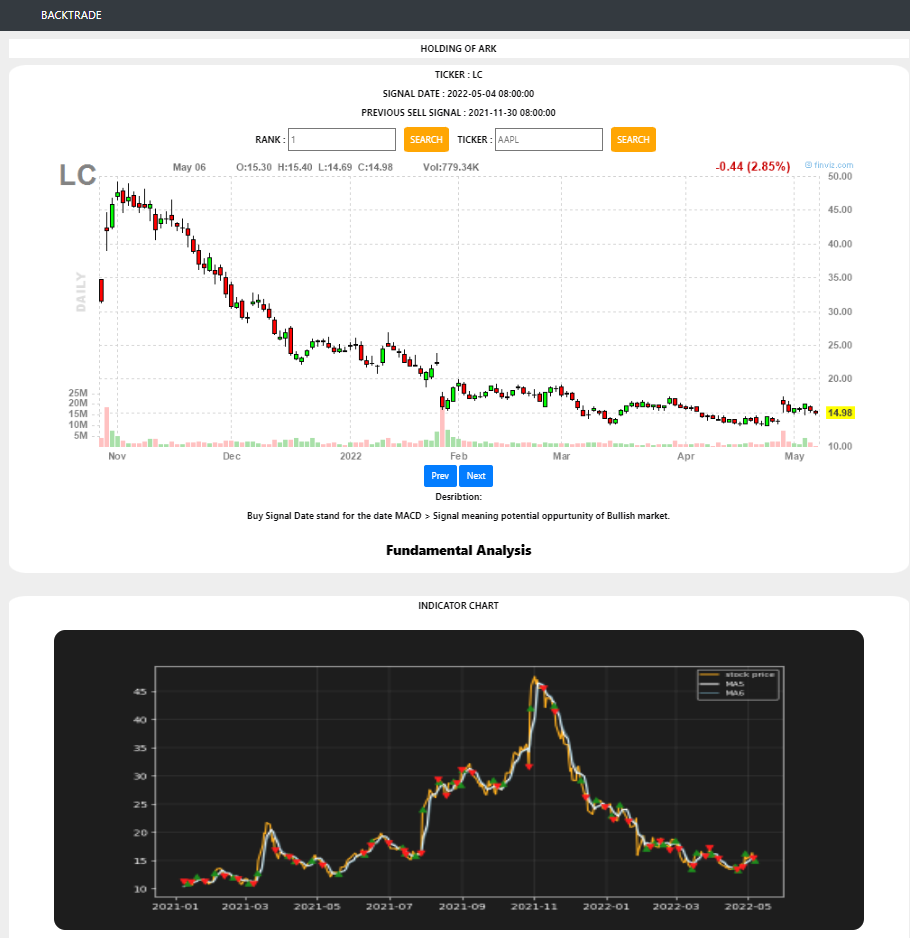 BACKTRADE
HOLDING OF ARK
TICKER : LC
SIGNAL DATE : 2022-05-04 08:00:00
PREVIOUS SELL SIGNAL : 2021-11-30 08:00:00
RANK : 1 SEARCH TICKER : AAPL SEARCH
LC May 06 O:15.30 H:15.40 L:14.69 C:14.98 Vol:779.34K -0.44 (2.85%) finviz.com
50.00
45.00
40.00
DAILY
35.00
30.00
25.00
20.00
25M
20M
15M
14.98
10M
5M
10.00
Nov Dec 2022 Feb Mar Apr May
Prev Next
Desribtion:
Buy Signal Date stand for the date MACD > Signal meaning potential oppurtunity of Bullish market.
Fundamental Analysis
INDICATOR CHART
stock price
MA5
MA6
45
40
35
30
25
20
15
10
2021-01 2021-03 2021-05 2021-07 2021-09 2021-11 2022-01 2022-03 2022-05